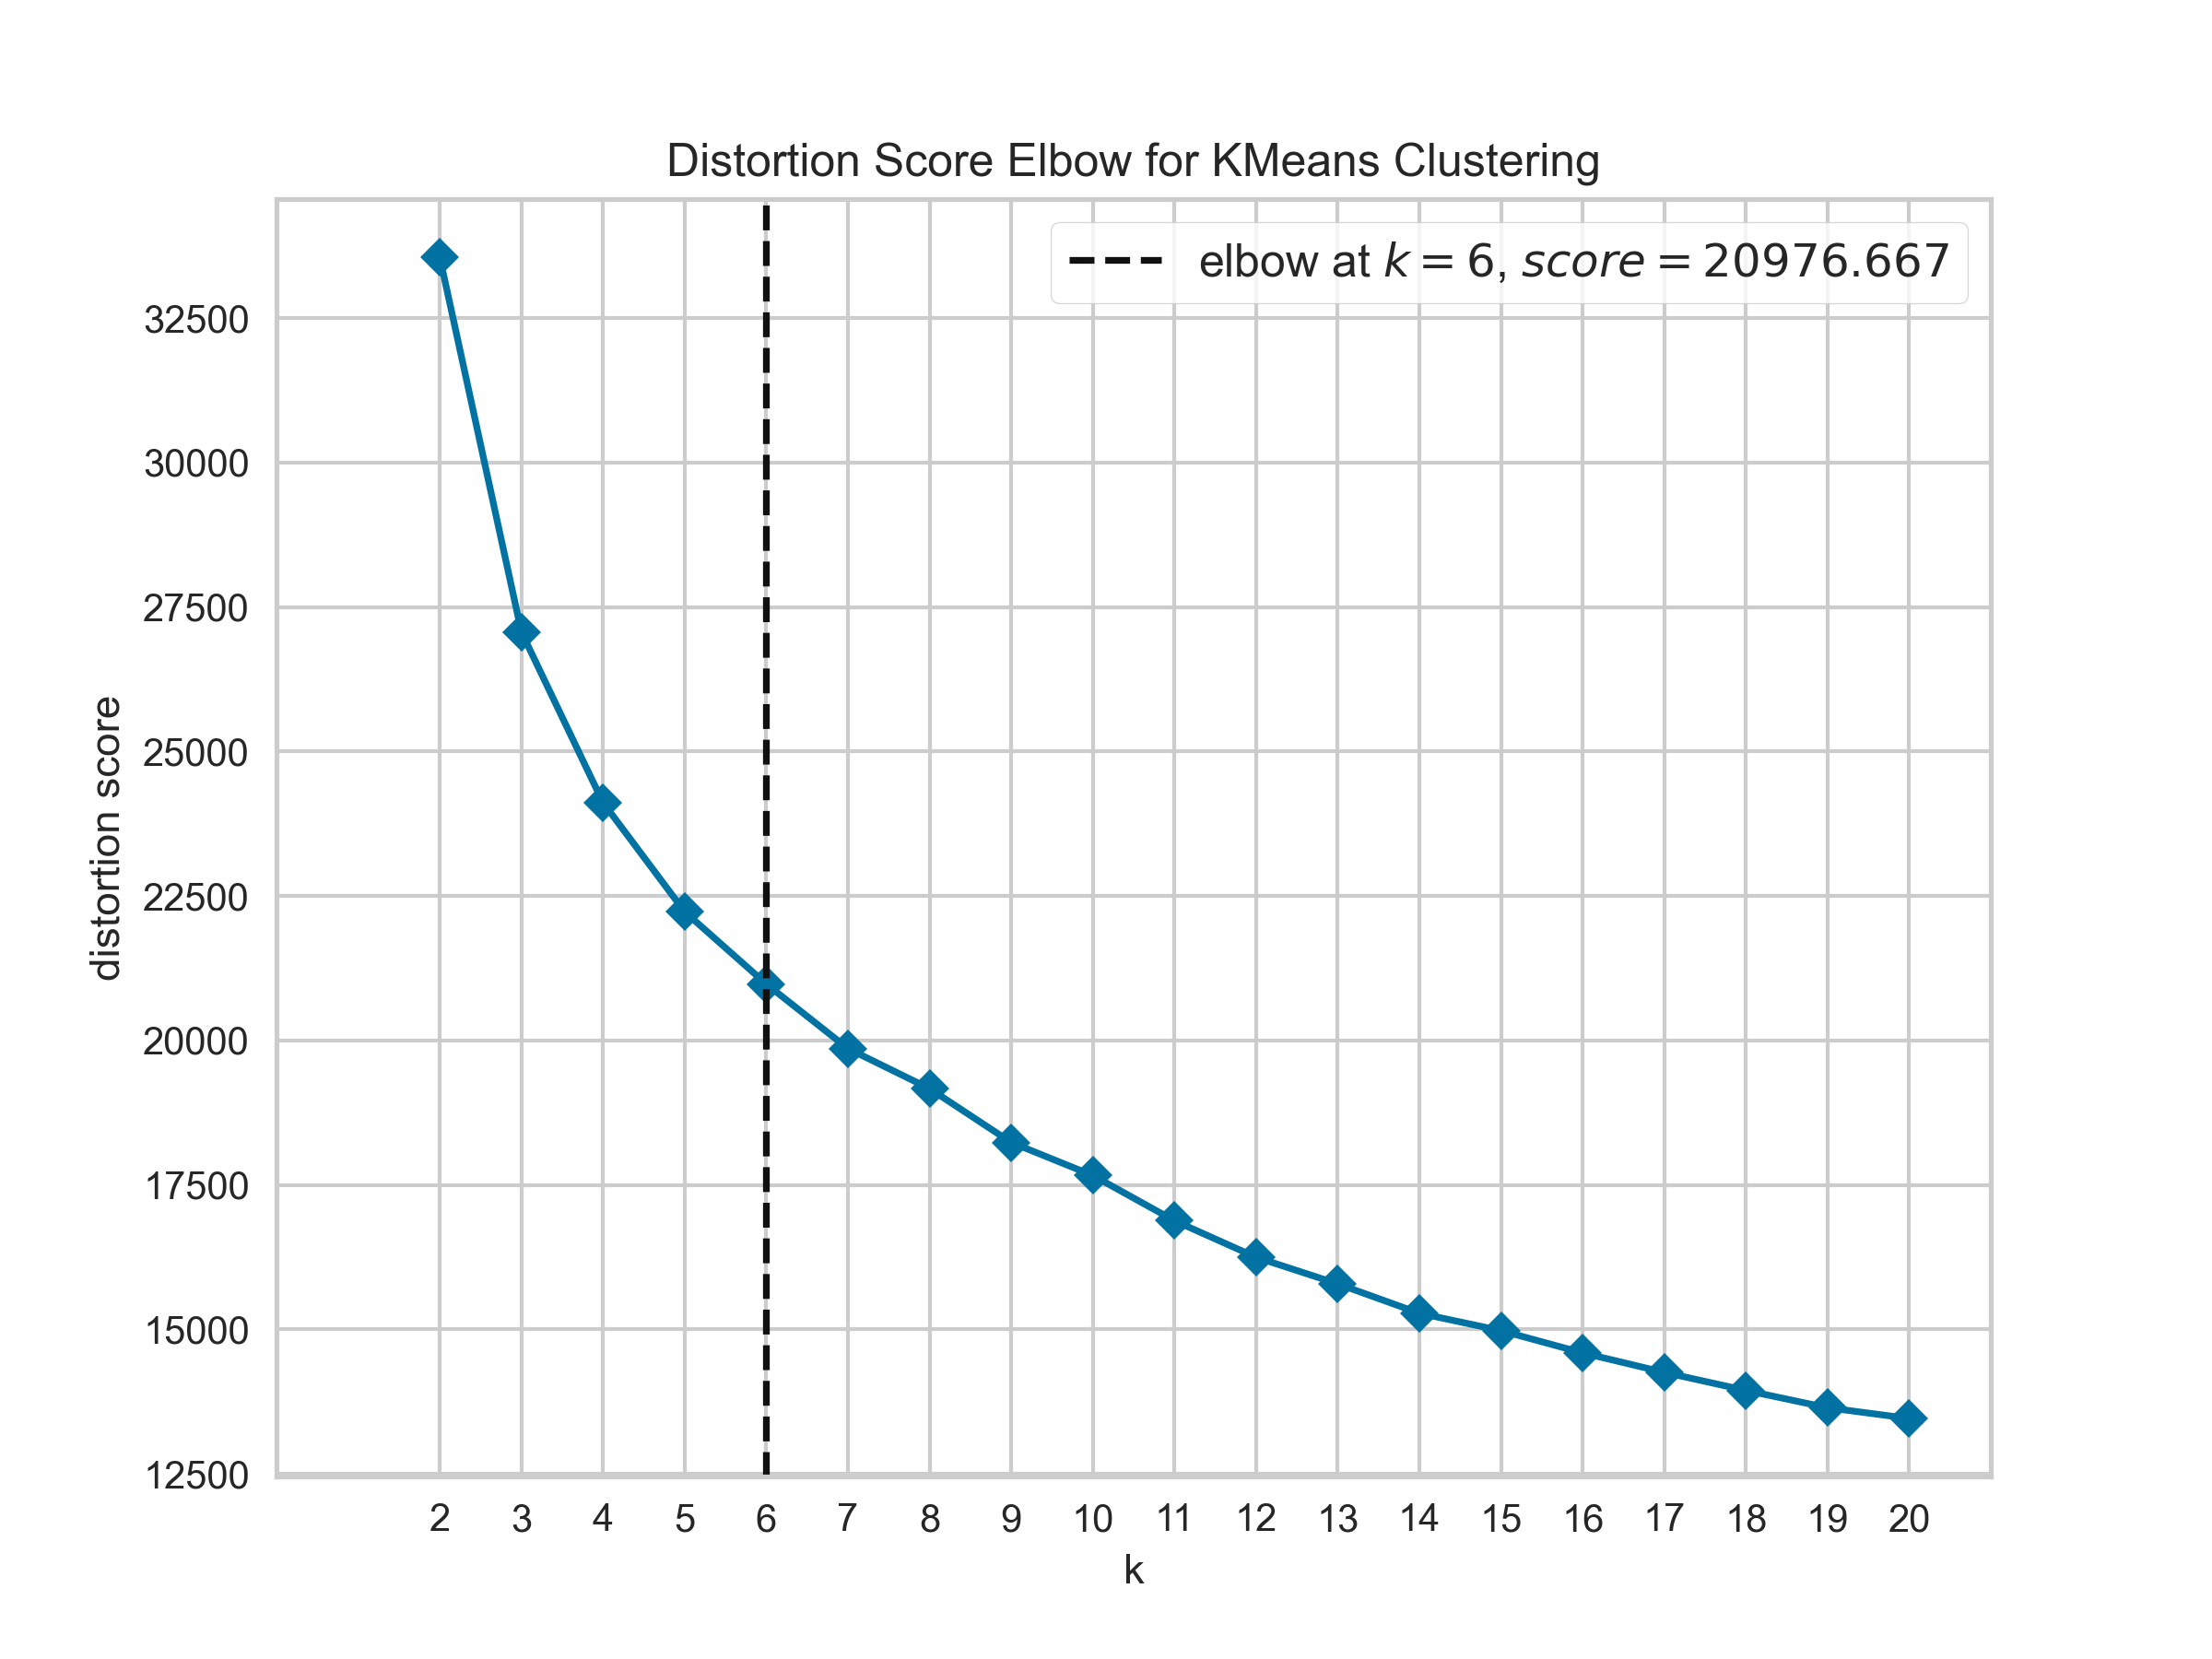 Distortion Score Elbow for KMeans Clustering
elbow at k = 6, score = 20976.667
32500
30000
27500
25000
22500
20000
17500
15000
12500
distortion score
2 3 4 5 6 7 8 9 10 11 12 13 14 15 16 17 18 19 20
k